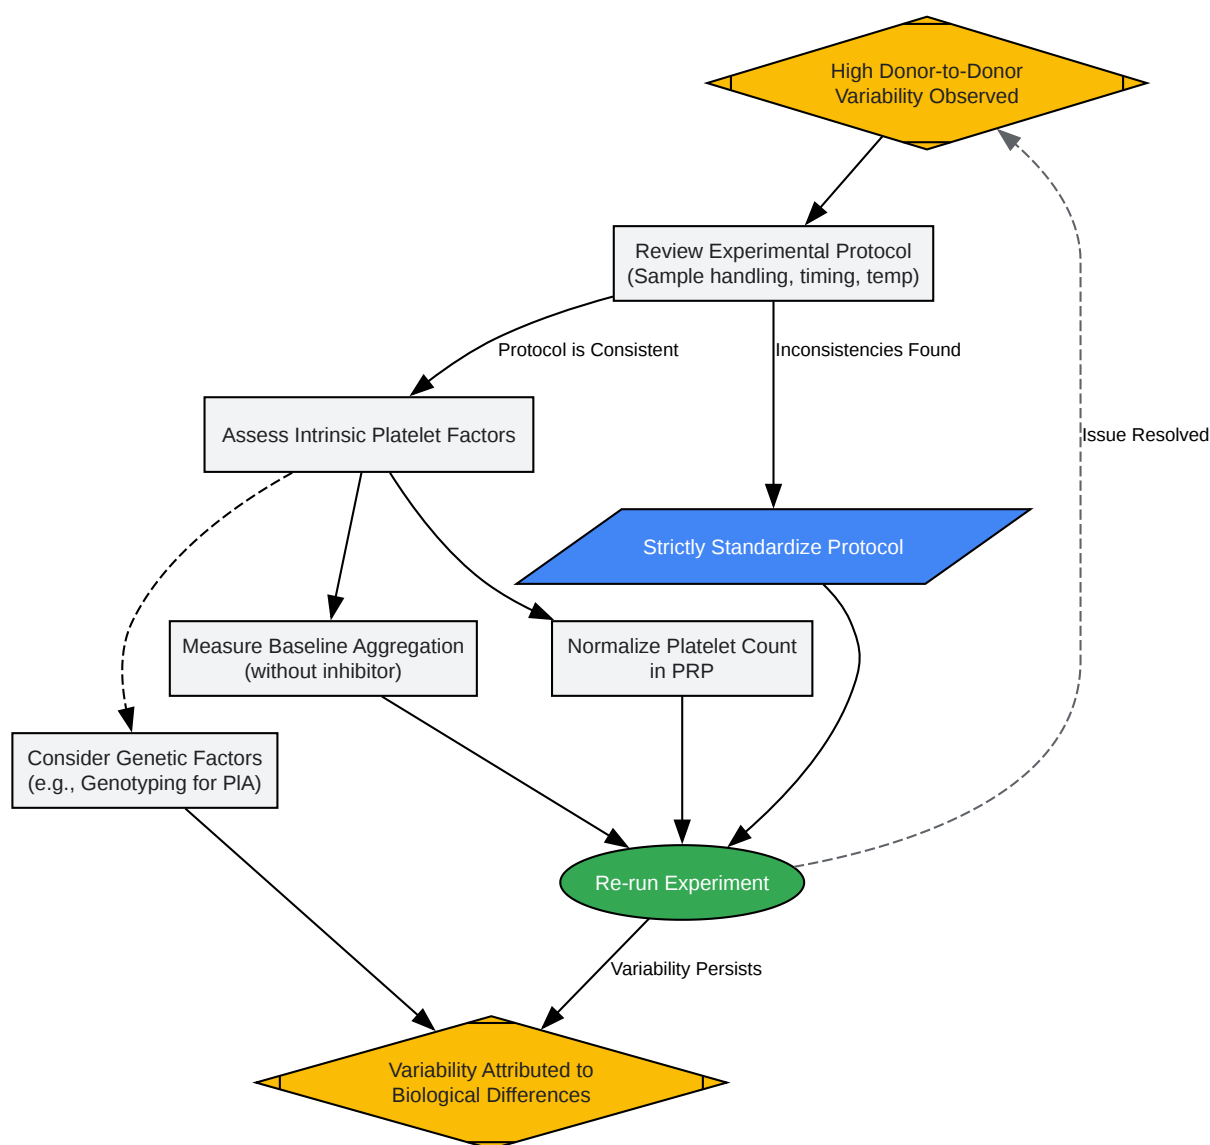 High Donor-to-Donor
Variability Observed
Review Experimental Protocol
(Sample handling, timing, temp)
Protocol is Consistent
Inconsistencies Found
Assess Intrinsic Platelet Factors
Issue Resolved
Strictly Standardize Protocol
Measure Baseline Aggregation
(without inhibitor)
Normalize Platelet Count
in PRP
Consider Genetic Factors
(e.g., Genotyping for PlA)
Re-run Experiment
Variability Persists
Variability Attributed to
Biological Differences